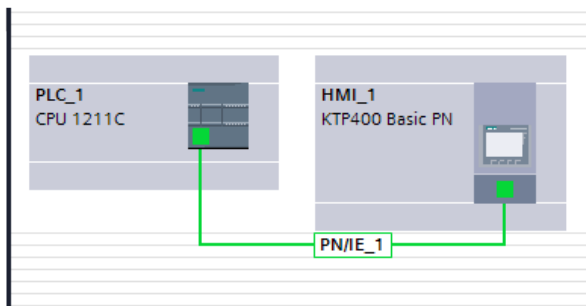 PLC_1
CPU 1211C
HMI_1
KTP400 Basic PN
PN/IE_1